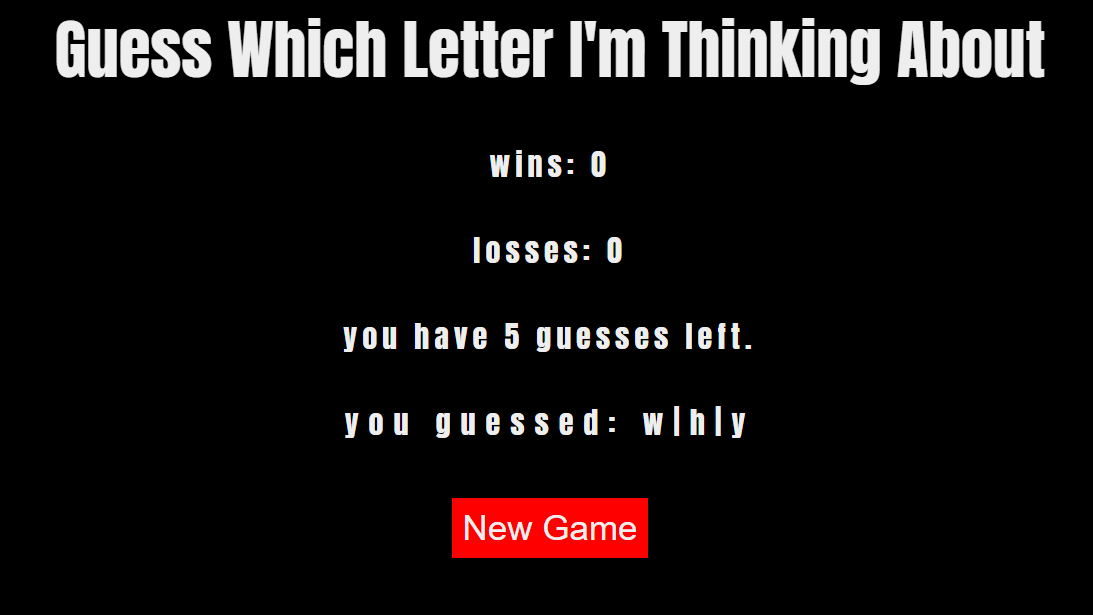 Guess Which Letter I'm Thinking About
wins: 0
losses: 0
you have 5 guesses left.
you guessed: w|h|y
New Game